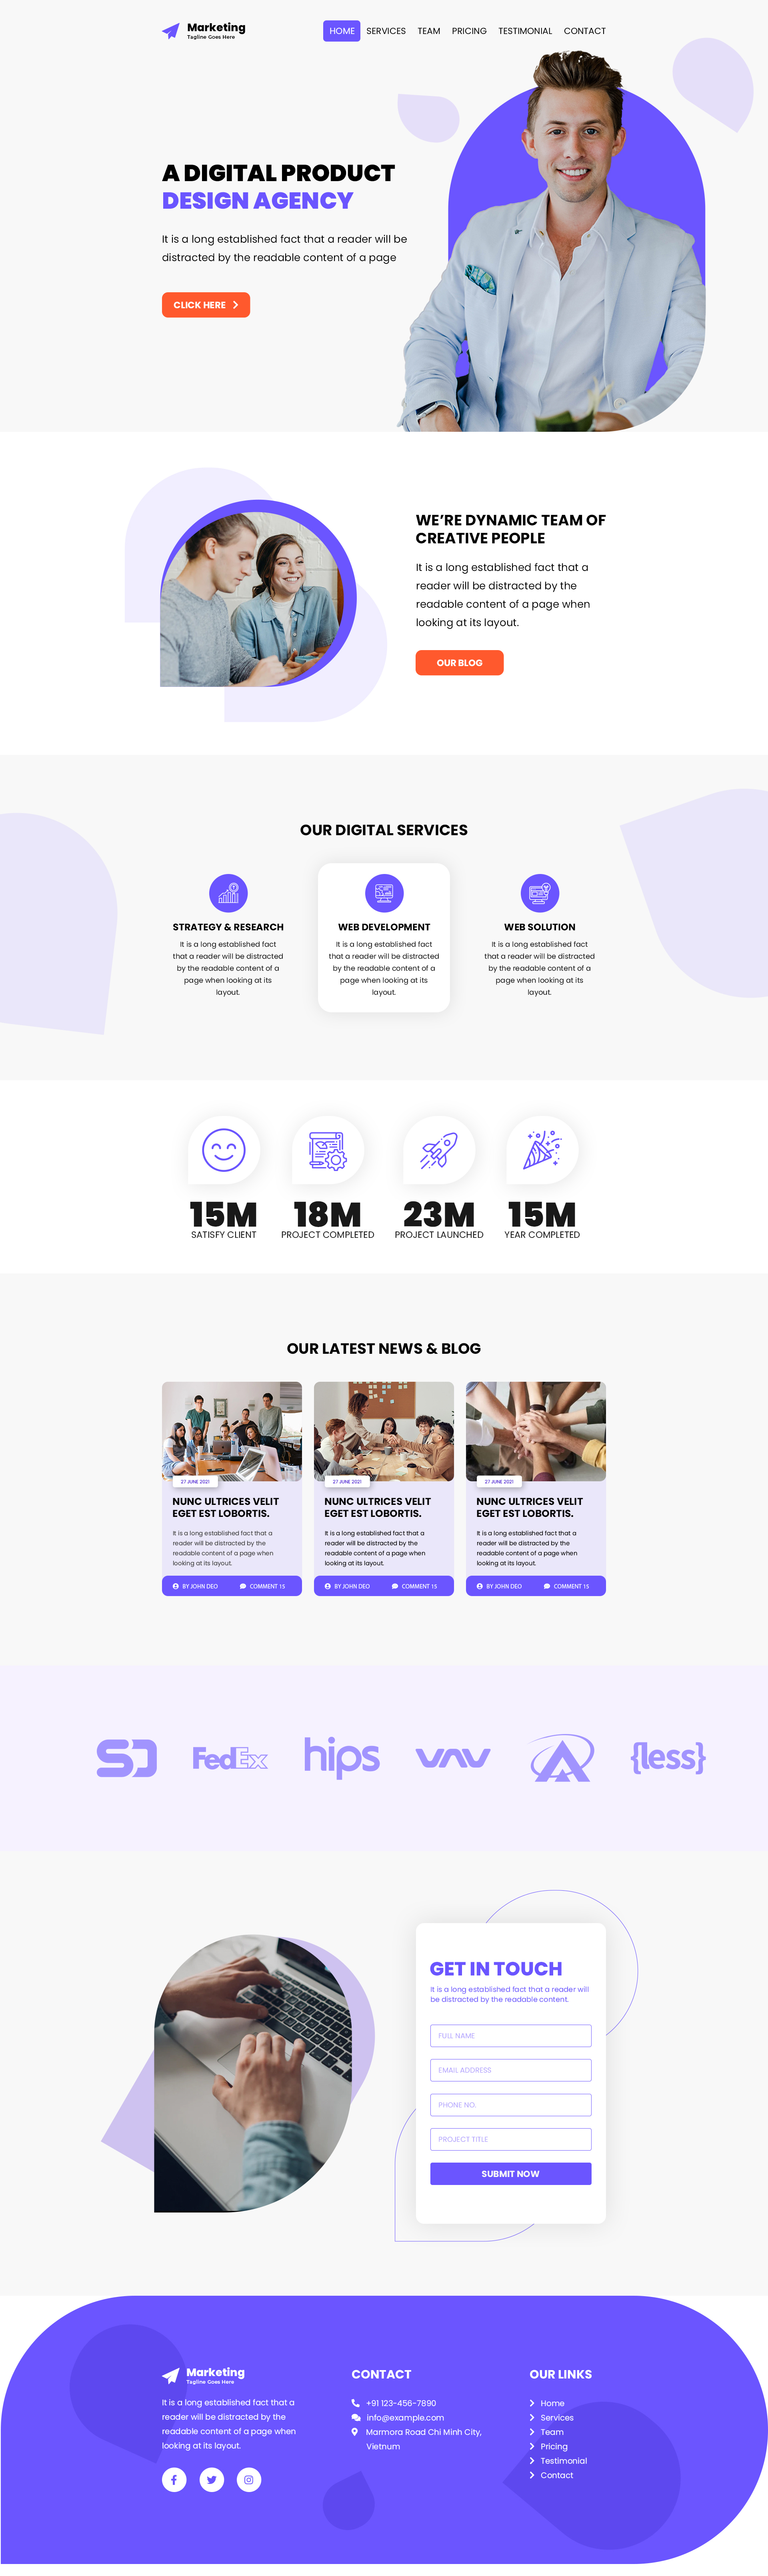 Marketing
Tagline Goes Here
HOME SERVICES TEAM PRICING TESTIMONIAL CONTACT
A DIGITAL PRODUCT
DESIGN AGENCY
It is a long established fact that a reader will be
distracted by the readable content of a page
CLICK HERE
WE’RE DYNAMIC TEAM OF
CREATIVE PEOPLE
It is a long established fact that a
reader will be distracted by the
readable content of a page when
looking at its layout.
OUR BLOG
OUR DIGITAL SERVICES
STRATEGY & RESEARCH
It is a long established fact
that a reader will be distracted
by the readable content of a
page when looking at its
layout.
WEB DEVELOPMENT
It is a long established fact
that a reader will be distracted
by the readable content of a
page when looking at its
layout.
WEB SOLUTION
It is a long established fact
that a reader will be distracted
by the readable content of a
page when looking at its
layout.
15M
SATISFY CLIENT
18M
PROJECT COMPLETED
23M
PROJECT LAUNCHED
15M
YEAR COMPLETED
OUR LATEST NEWS & BLOG
27 JUNE 2021
NUNC ULTRICES VELIT
EGET EST LOBORTIS.
It is a long established fact that a
reader will be distracted by the
readable content of a page when
looking at its layout.
BY JOHN DEO COMMENT 15
27 JUNE 2021
NUNC ULTRICES VELIT
EGET EST LOBORTIS.
It is a long established fact that a
reader will be distracted by the
readable content of a page when
looking at its layout.
BY JOHN DEO COMMENT 15
27 JUNE 2021
NUNC ULTRICES VELIT
EGET EST LOBORTIS.
It is a long established fact that a
reader will be distracted by the
readable content of a page when
looking at its layout.
BY JOHN DEO COMMENT 15
FedEx hips {less}
GET IN TOUCH
It is a long established fact that a reader will
be distracted by the readable content.
FULL NAME
EMAIL ADDRESS
PHONE NO.
PROJECT TITLE
SUBMIT NOW
Marketing
Tagline Goes Here
It is a long established fact that a
reader will be distracted by the
readable content of a page when
looking at its layout.
CONTACT
+91 123-456-7890
info@example.com
Marmora Road Chi Minh City,
Vietnum
OUR LINKS
Home
Services
Team
Pricing
Testimonial
Contact